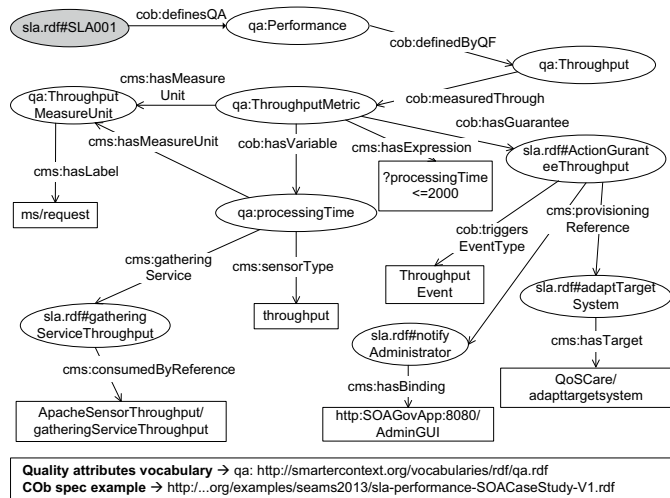 sla.rdf#SLA001
cob:definesQA
qa:Performance
cob:definedByQF
qa:Throughput
cob:measuredThrough
qa:ThroughputMetric
cms:hasMeasure
Unit
qa:Throughput
MeasureUnit
cms:hasMeasureUnit
cms:hasLabel
ms/request
cob:hasVariable
cms:hasExpression
?processingTime
<=2000
cob:hasGuarantee
sla.rdf#ActionGuran
teeThroughput
qa:processingTime
cms:gathering
Service
cms:sensorType
throughput
sla.rdf#gathering
ServiceThroughput
cms:consumedByReference
ApacheSensorThroughput/
gatheringServiceThroughput
cob:triggers
EventType
Throughput
Event
cms:provisioning
Reference
sla.rdf#notify
Administrator
cms:hasBinding
http:SOAGovApp:8080/
AdminGUI
sla.rdf#adaptTarget
System
cms:hasTarget
QoSCare/
adapttargetsystem
Quality attributes vocabulary → qa: http://smartercontext.org/vocabularies/rdf/qa.rdf
COb spec example → http:/...org/examples/seams2013/sla-performance-SOACaseStudy-V1.rdf